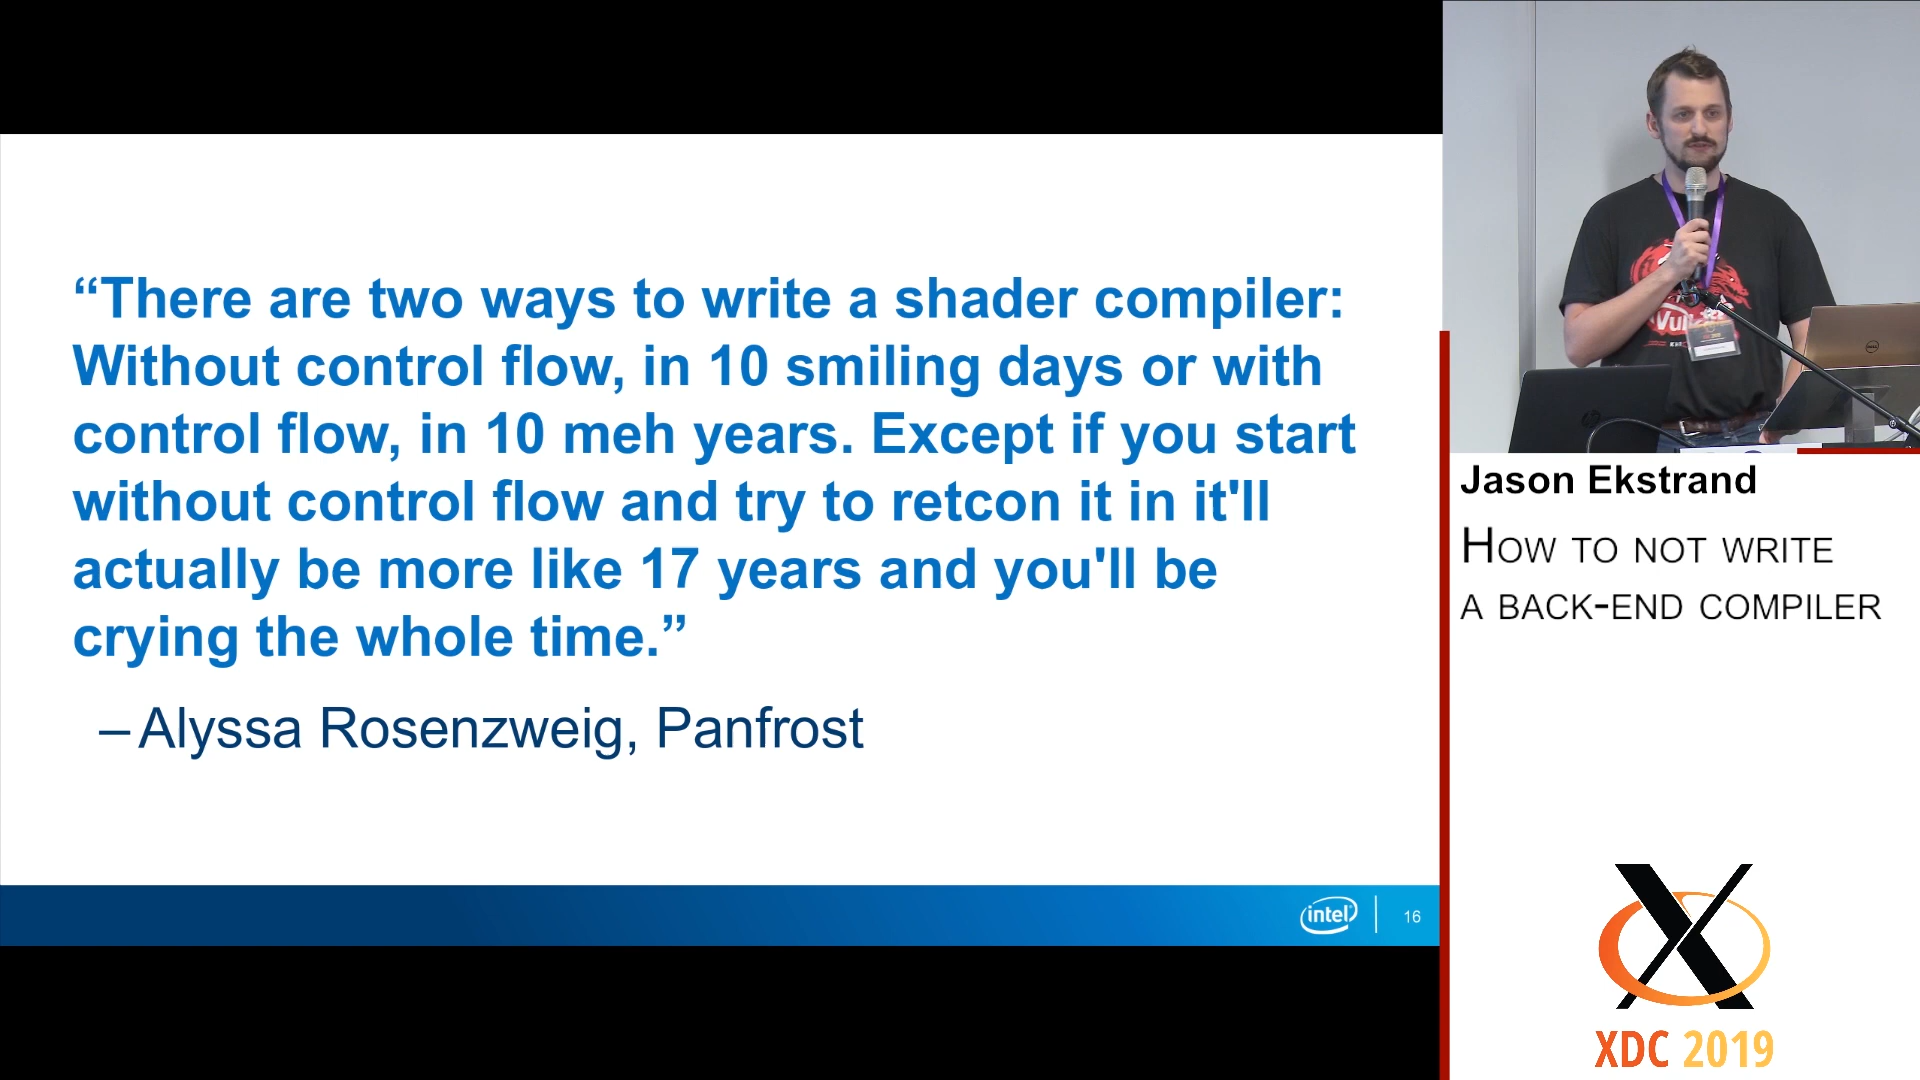 “There are two ways to write a shader compiler:
Without control flow, in 10 smiling days or with
control flow, in 10 meh years. Except if you start
without control flow and try to retcon it in it'll
actually be more like 17 years and you'll be
crying the whole time.”
– Alyssa Rosenzweig, Panfrost
intel
16
Jason Ekstrand
How to not write
a back-end compiler
XDC 2019